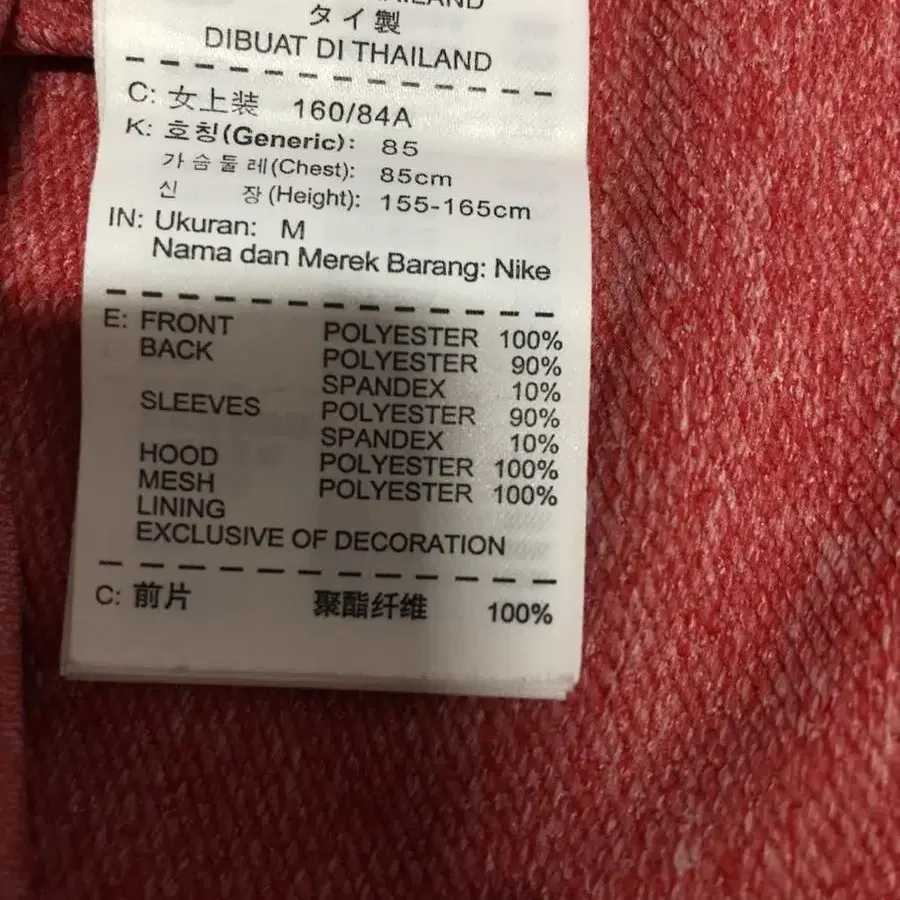 THAILAND
タイ製
DIBUAT DI THAILAND
C: 女上装 160/84A
K: 호칭(Generic): 85
가슴둘레(Chest): 85cm
신 장(Height): 155-165cm
IN: Ukuran: M
Nama dan Merek Barang: Nike
E: FRONT POLYESTER 100%
BACK POLYESTER 90%
SPANDEX 10%
SLEEVES POLYESTER 90%
SPANDEX 10%
HOOD POLYESTER 100%
MESH POLYESTER 100%
LINING
EXCLUSIVE OF DECORATION
C: 前片 聚酯纤维 100%